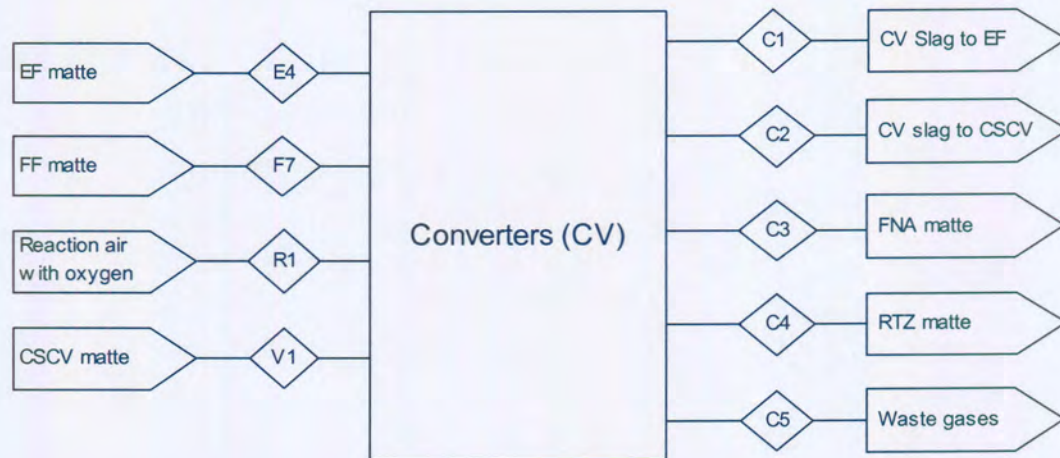 EF matte
E4
FF matte
F7
Reaction air
with oxygen
R1
CSCV matte
V1
Converters (CV)
C1
CV Slag to EF
C2
CV slag to CSCV
C3
FNA matte
C4
RTZ matte
C5
Waste gases